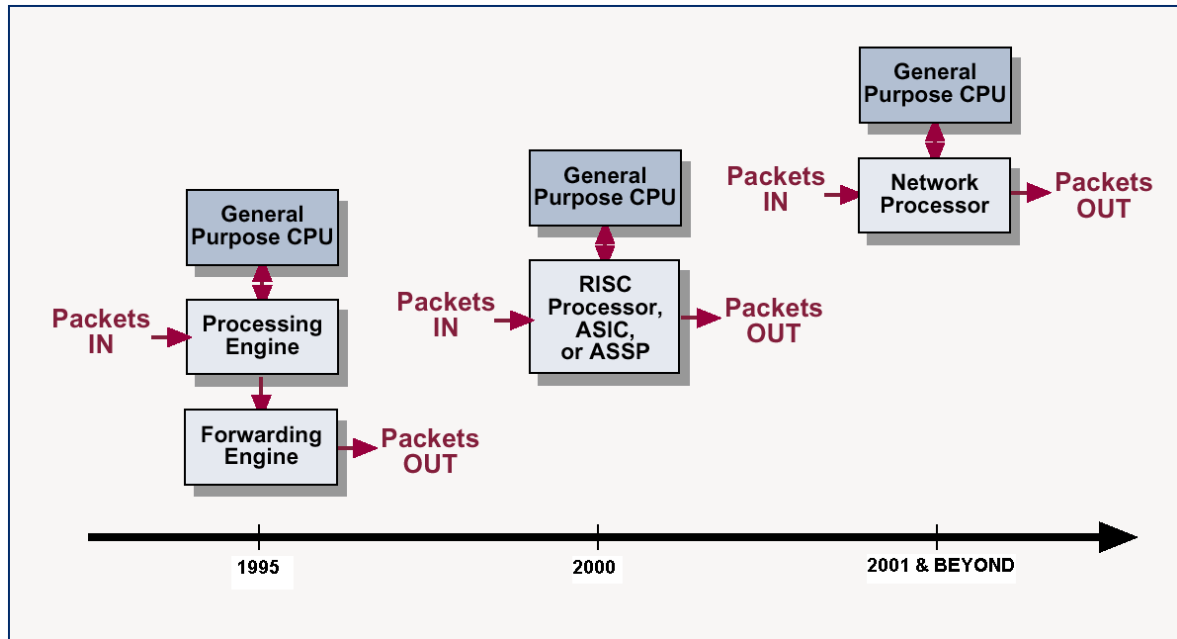 General
Purpose CPU
Packets
IN
Processing
Engine
Forwarding
Engine
Packets
OUT
General
Purpose CPU
Packets
IN
RISC
Processor,
ASIC,
or ASSP
Packets
OUT
General
Purpose CPU
Packets
IN
Network
Processor
Packets
OUT
1995
2000
2001 & BEYOND